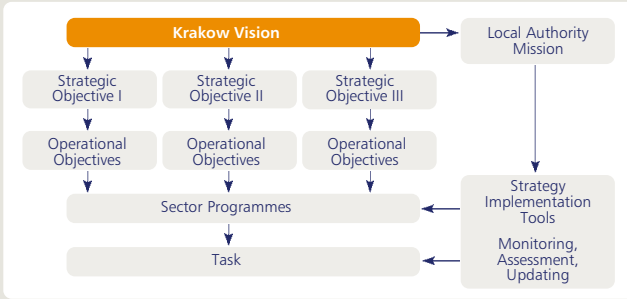 Krakow Vision
Local Authority
Mission
Strategic
Objective I
Strategic
Objective II
Strategic
Objective III
Operational
Objectives
Operational
Objectives
Operational
Objectives
Sector Programmes
Strategy
Implementation
Tools
Monitoring,
Assessment,
Updating
Task